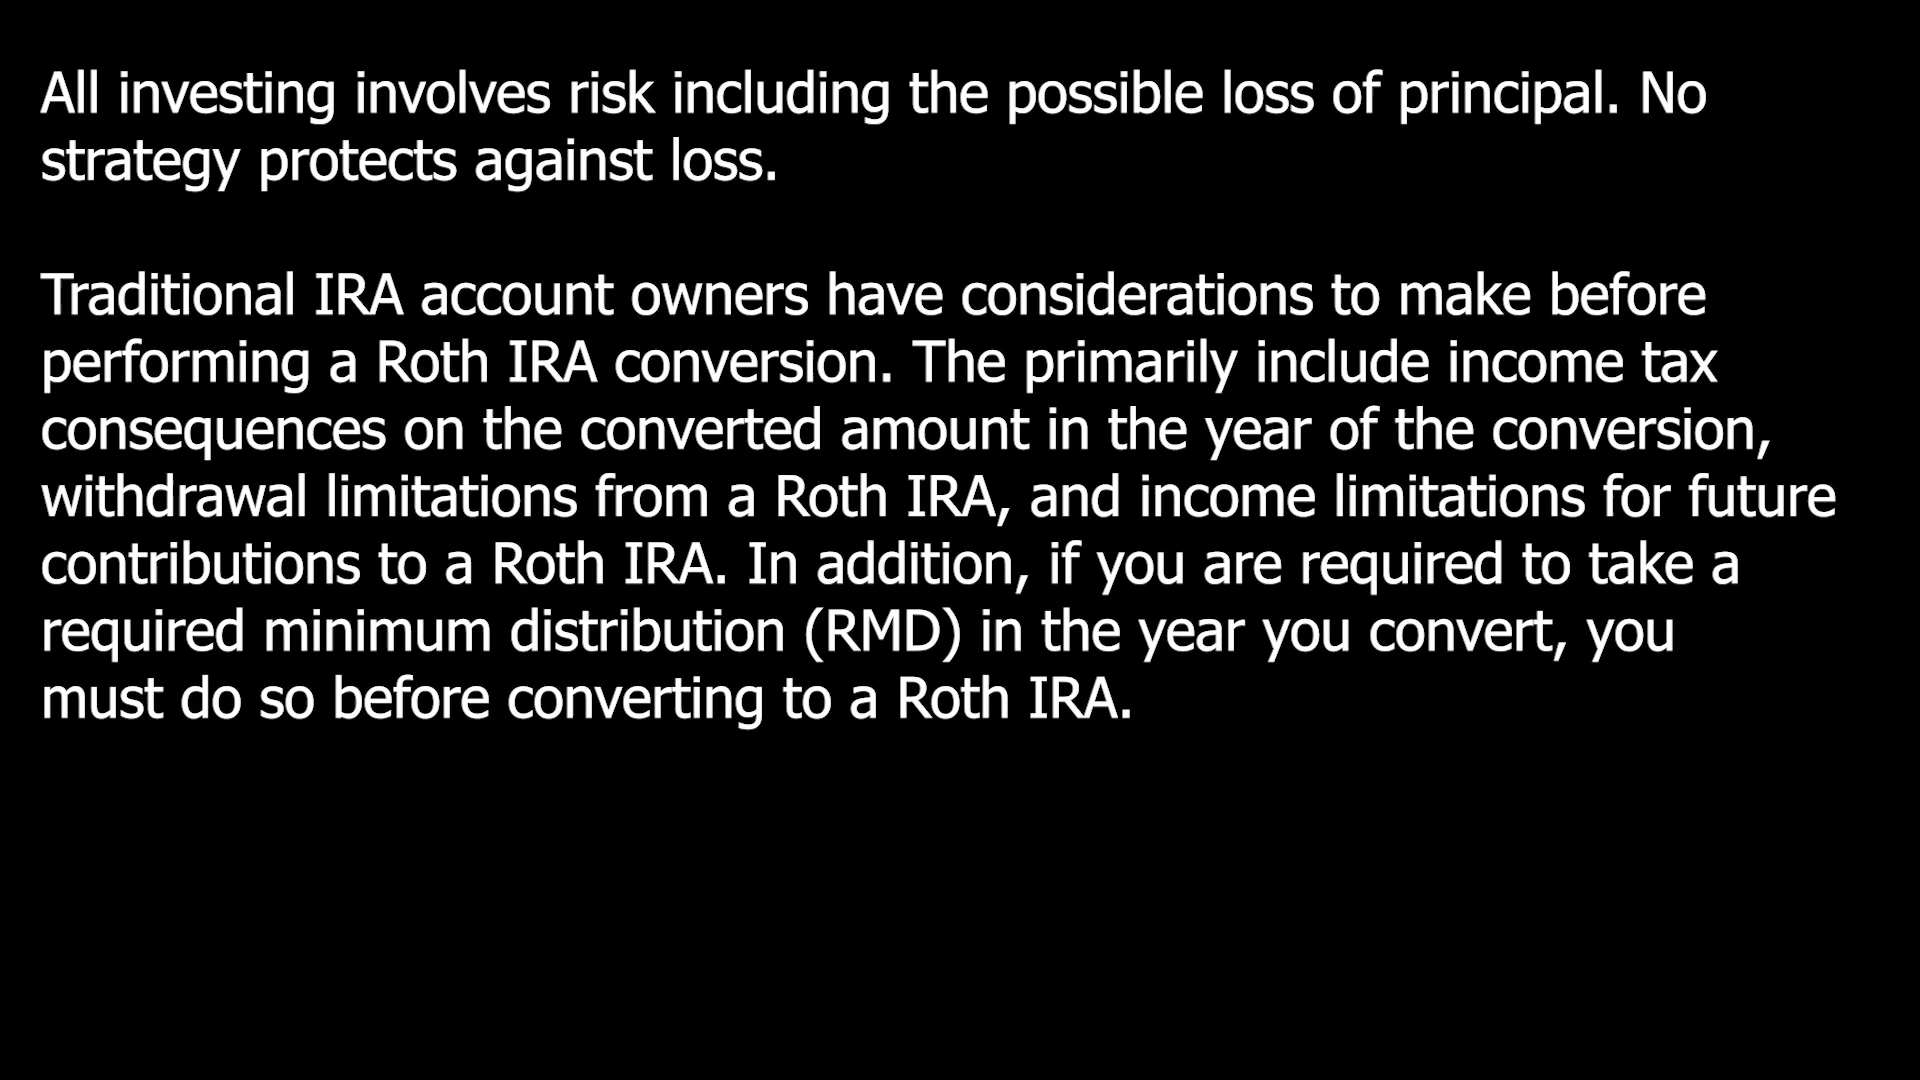 All investing involves risk including the possible loss of principal. No
strategy protects against loss.
Traditional IRA account owners have considerations to make before
performing a Roth IRA conversion. The primarily include income tax
consequences on the converted amount in the year of the conversion,
withdrawal limitations from a Roth IRA, and income limitations for future
contributions to a Roth IRA. In addition, if you are required to take a
required minimum distribution (RMD) in the year you convert, you
must do so before converting to a Roth IRA.